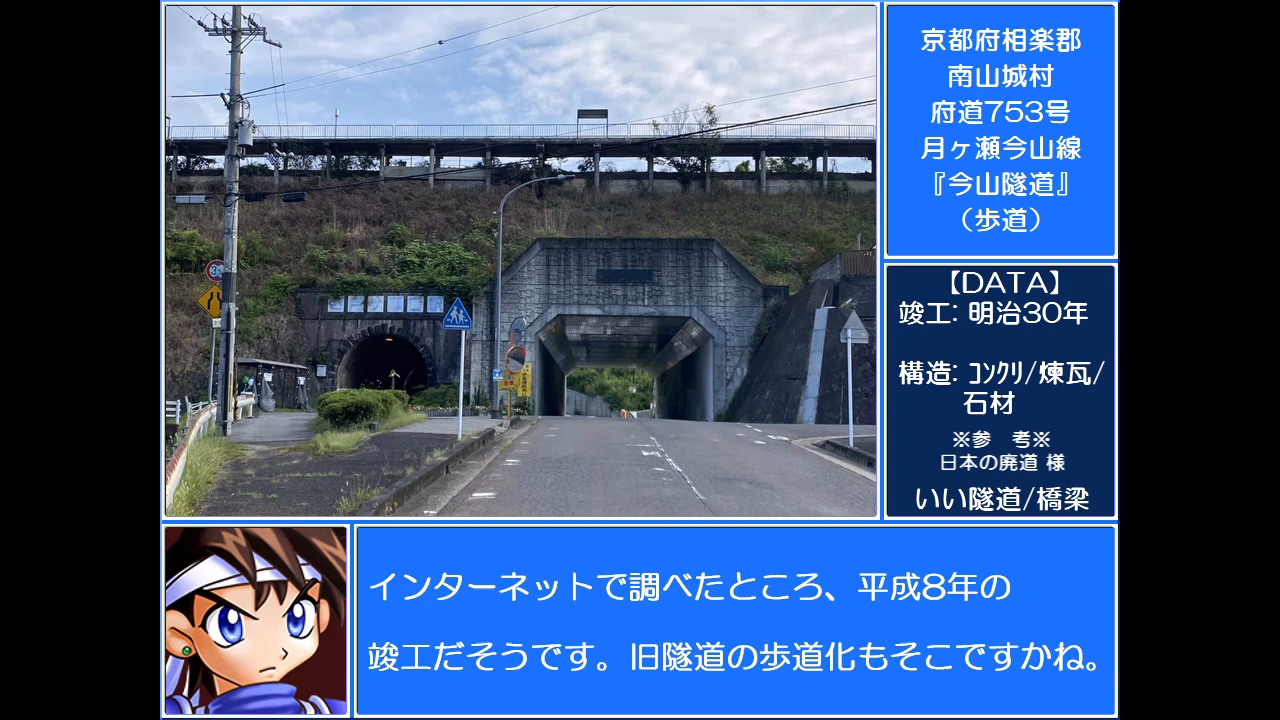 京都府相楽郡
南山城村
府道753号
月ヶ瀬今山線
『今山隧道』
（歩道）
【DATA】
竣工: 明治30年
構造: ｺﾝｸﾘ/煉瓦/
石材
※参　考※
日本の廃道 様
いい隧道/橋梁
インターネットで調べたところ、平成8年の
竣工だそうです。旧隧道の歩道化もそこですかね。